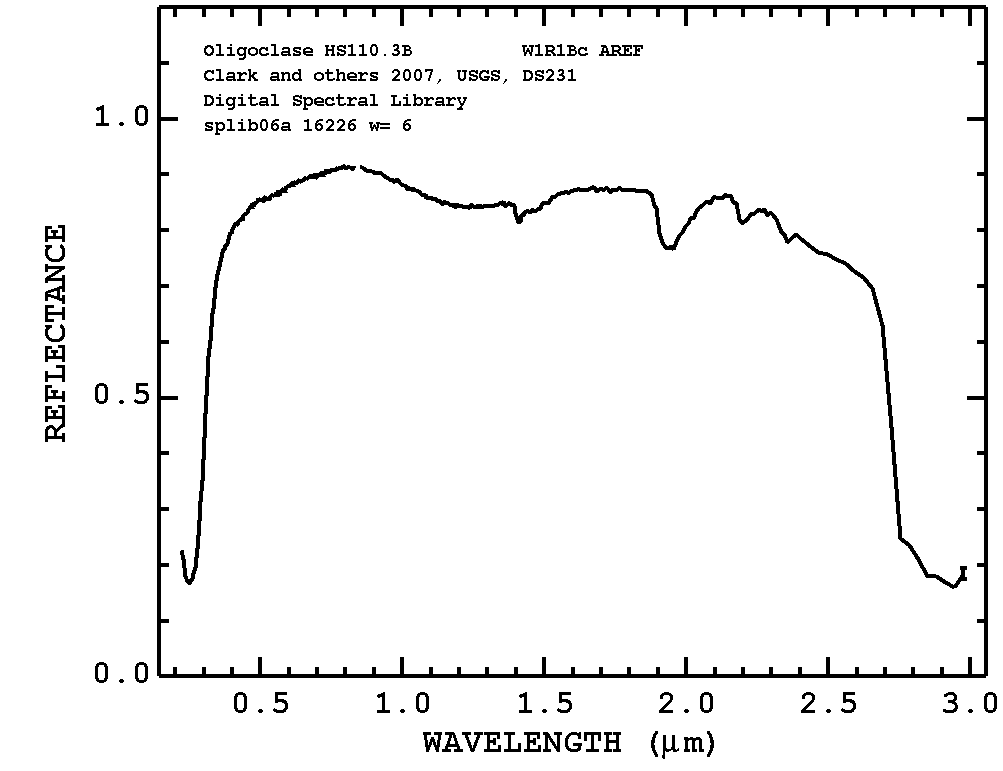 Oligoclase HS110.3B W1R1Bc AREF
Clark and others 2007, USGS, DS231
Digital Spectral Library
splib06a 16226 w= 6
1.0
0.5
0.0
REFLECTANCE
0.5 1.0 1.5 2.0 2.5 3.0
WAVELENGTH (μm)